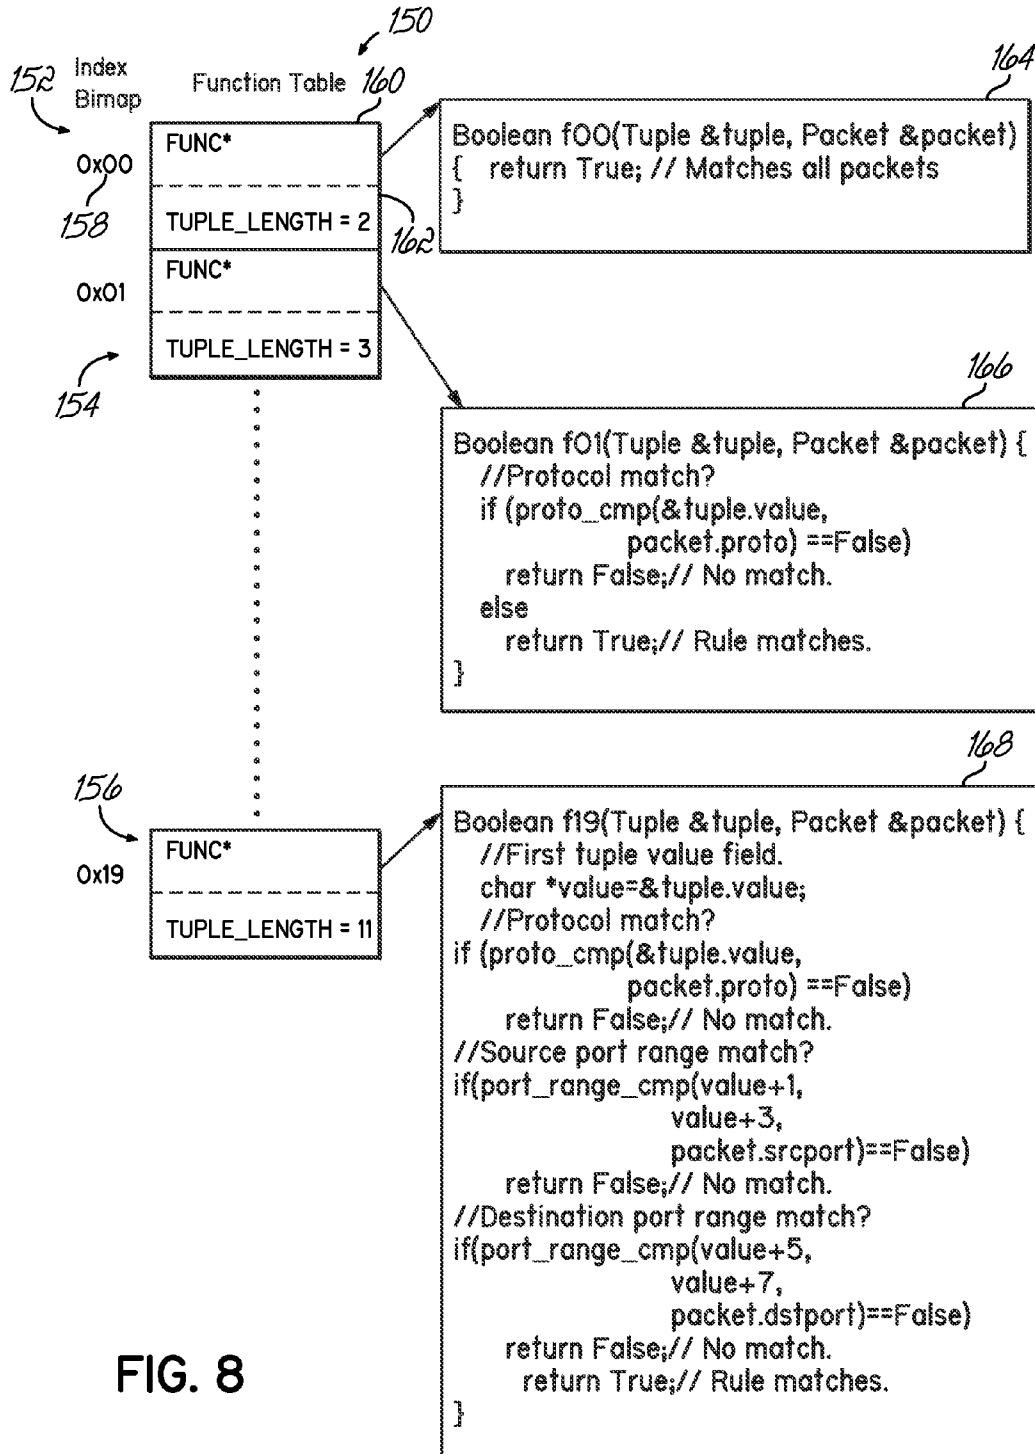 150
152
Index
Bimap
Function Table
160
0x00
158
FUNC*
TUPLE_LENGTH = 2
162
0x01
154
FUNC*
TUPLE_LENGTH = 3
164
Boolean f00(Tuple &tuple, Packet &packet)
{ return True; // Matches all packets
}
166
Boolean f01(Tuple &tuple, Packet &packet) {
//Protocol match?
if (proto_cmp(&tuple.value,
packet.proto) ==False)
return False;// No match.
else
return True;// Rule matches.
}
156
0x19
FUNC*
TUPLE_LENGTH = 11
168
Boolean f19(Tuple &tuple, Packet &packet) {
//First tuple value field.
char *value=&tuple.value;
//Protocol match?
if (proto_cmp(&tuple.value,
packet.proto) ==False)
return False;// No match.
//Source port range match?
if(port_range_cmp(value+1,
value+3,
packet.srcport)==False)
return False;// No match.
//Destination port range match?
if(port_range_cmp(value+5,
value+7,
packet.dstport)==False)
return False;// No match.
return True;// Rule matches.
}
FIG. 8